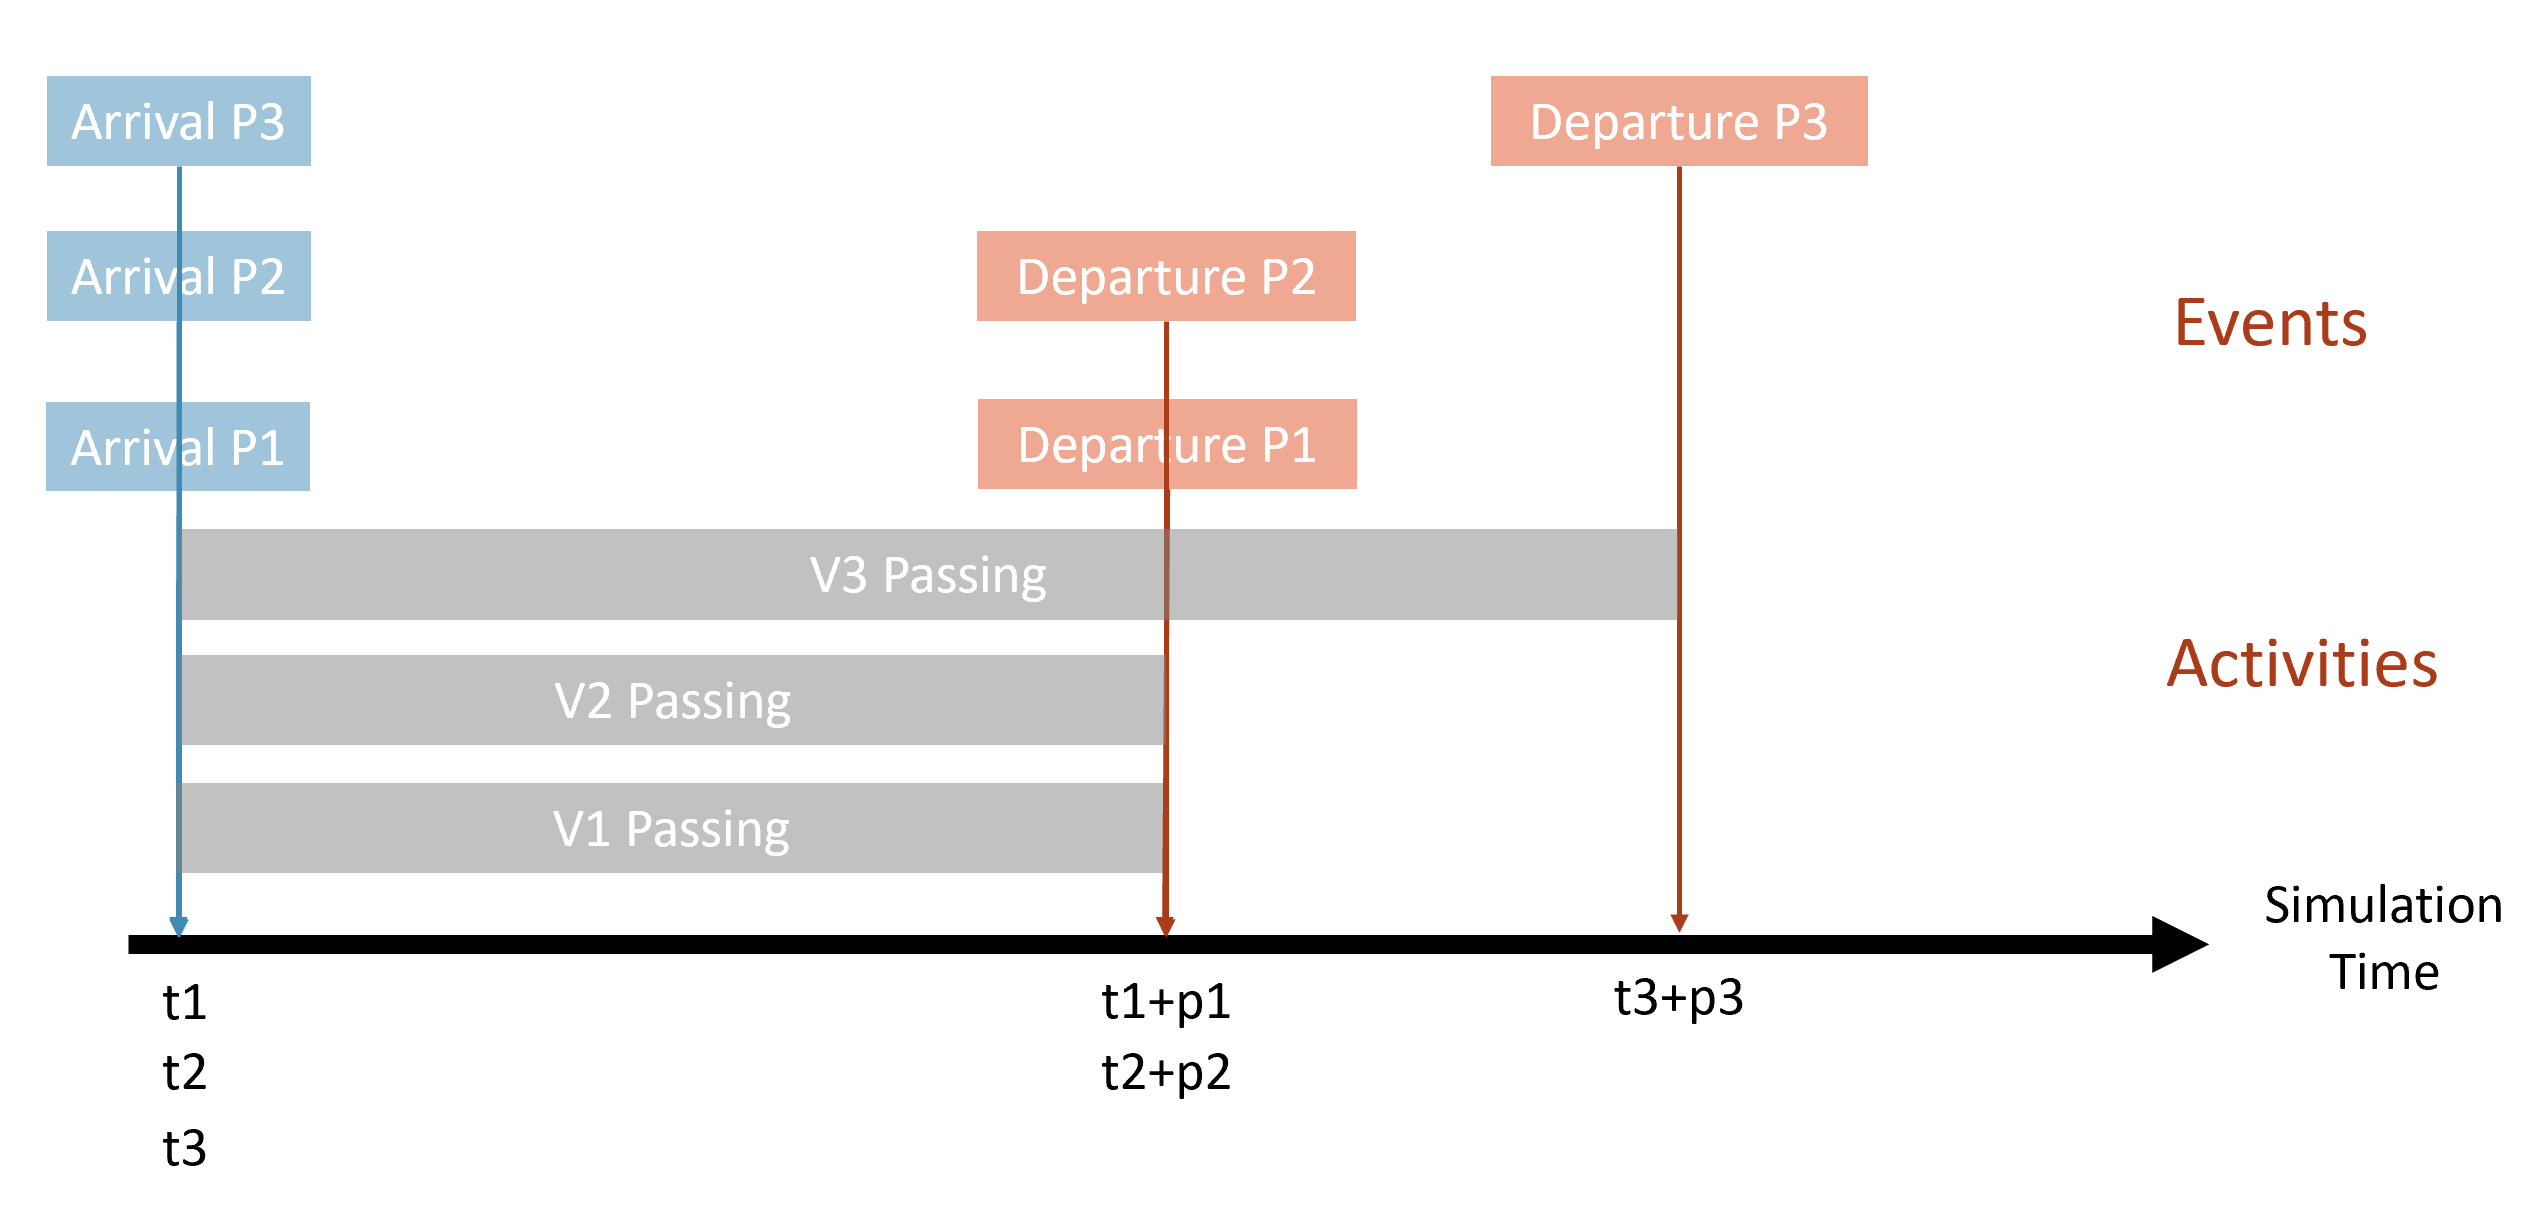 Arrival P3
Departure P3
Arrival P2
Departure P2
Events
Arrival P1
Departure P1
V3 Passing
Activities
V2 Passing
V1 Passing
Simulation
Time
t1
t1+p1
t3+p3
t2
t2+p2
t3